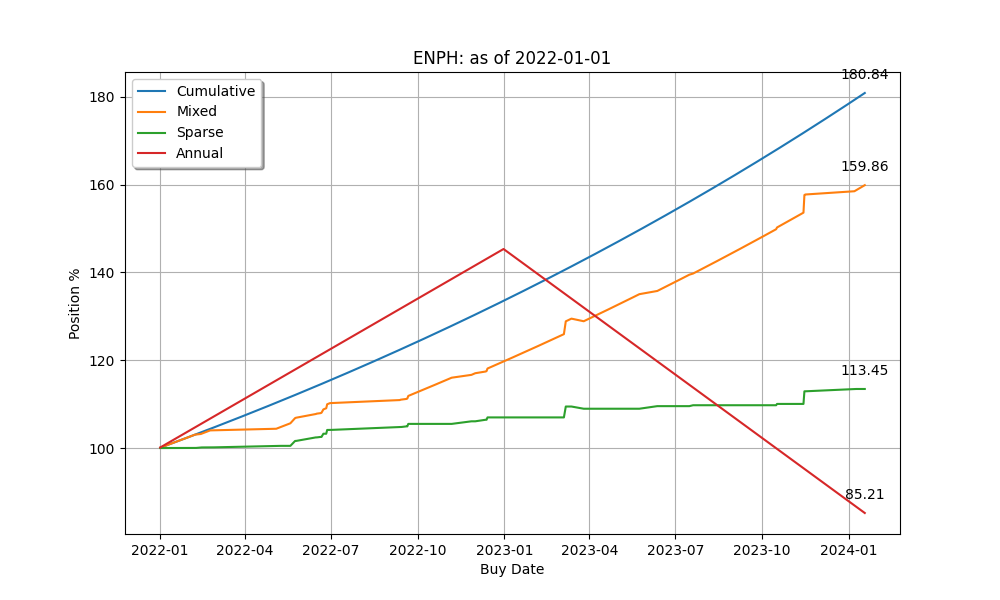 ENPH: as of 2022-01-01
180.84
180
Cumulative
Mixed
Sparse
Annual
159.86
160
140
120
113.45
100
85.21
Position %
2022-01 2022-04 2022-07 2022-10 2023-01 2023-04 2023-07 2023-10 2024-01
Buy Date